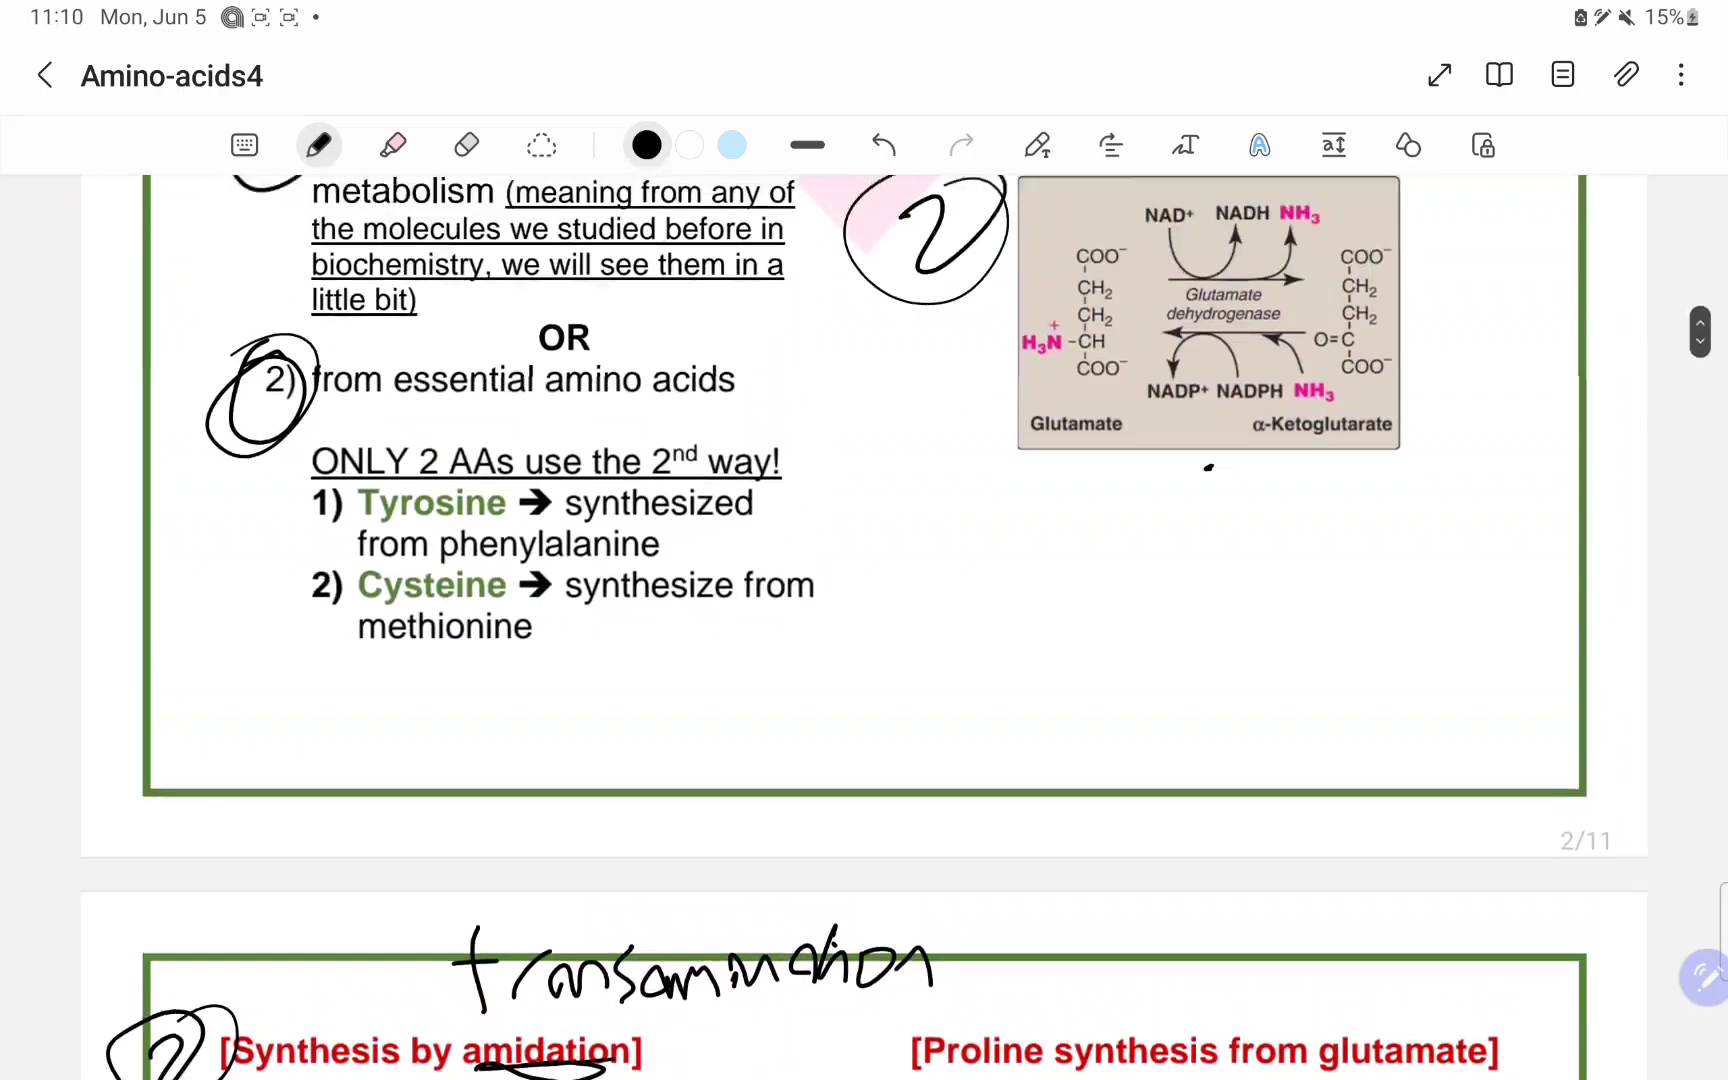 11:10 Mon, Jun 5
15%
Amino-acids4
metabolism (meaning from any of
the molecules we studied before in
biochemistry, we will see them in a
little bit)
OR
2) from essential amino acids
ONLY 2 AAs use the 2nd way!
1) Tyrosine ➔ synthesized
from phenylalanine
2) Cysteine ➔ synthesize from
methionine
2
NAD+ NADH NH3
COO−
CH2
CH2
H3N+ -CH
COO−
Glutamate
dehydrogenase
COO−
CH2
CH2
O=C
COO−
NADP+ NADPH NH3
Glutamate
α-Ketoglutarate
2/11
transamination
2
[Synthesis by amidation]
[Proline synthesis from glutamate]